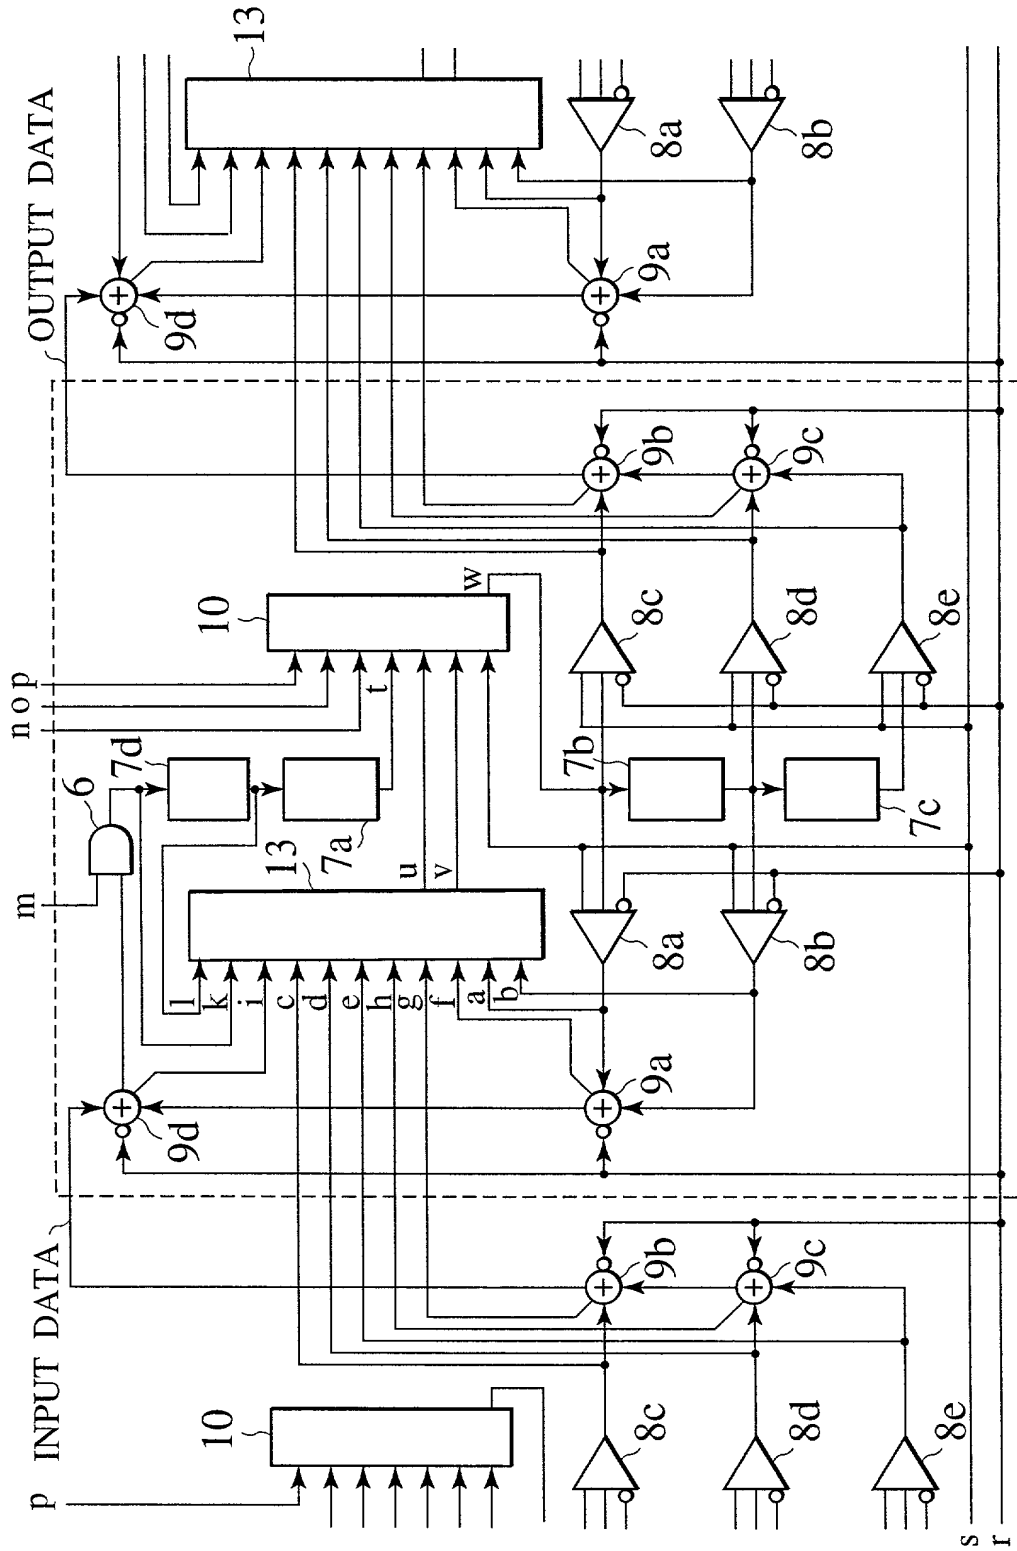 OUTPUT DATA
13
8a
8b
9a
9d
9b
9c
w
10
8c
8d
8e
n o p
t
7d
6
7b
7c
m
13
7a
u
v
8a
8b
l
k
i
c
d
e
h
g
f
a
b
9a
9d
INPUT DATA
9b
9c
10
8c
8d
8e
p
s
r